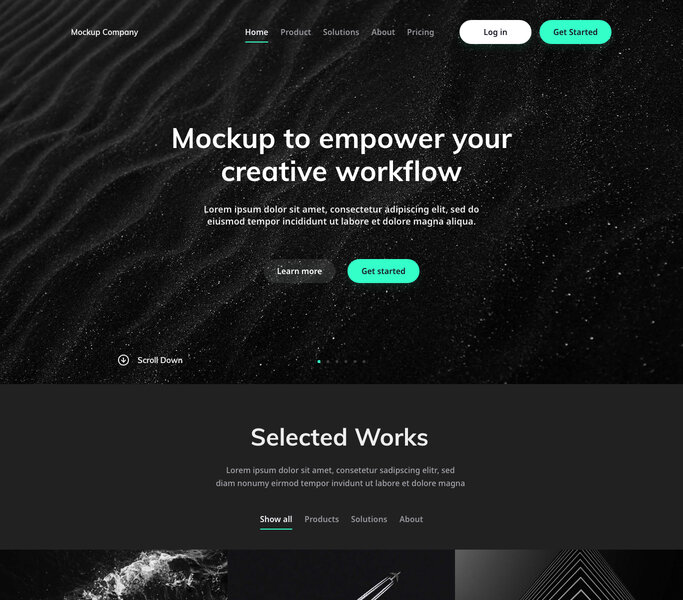 Mockup Company
Home Product Solutions About Pricing
Log in
Get Started
Mockup to empower your
creative workflow
Lorem ipsum dolor sit amet, consectetur adipiscing elit, sed do
eiusmod tempor incididunt ut labore et dolore magna aliqua.
Learn more
Get started
Scroll Down
Selected Works
Lorem ipsum dolor sit amet, consetetur sadipscing elitr, sed
diam nonumy eirmod tempor invidunt ut labore et dolore magna
Show all Products Solutions About